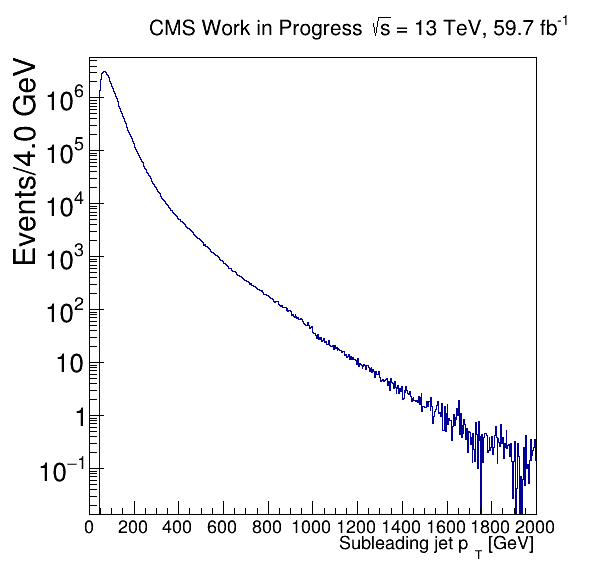 CMS Work in Progress √s = 13 TeV, 59.7 fb⁻¹
Events/4.0 GeV
10⁶
10⁵
10⁴
10³
10²
10
1
10⁻¹
0 200 400 600 800 1000 1200 1400 1600 1800 2000
Subleading jet p_T [GeV]